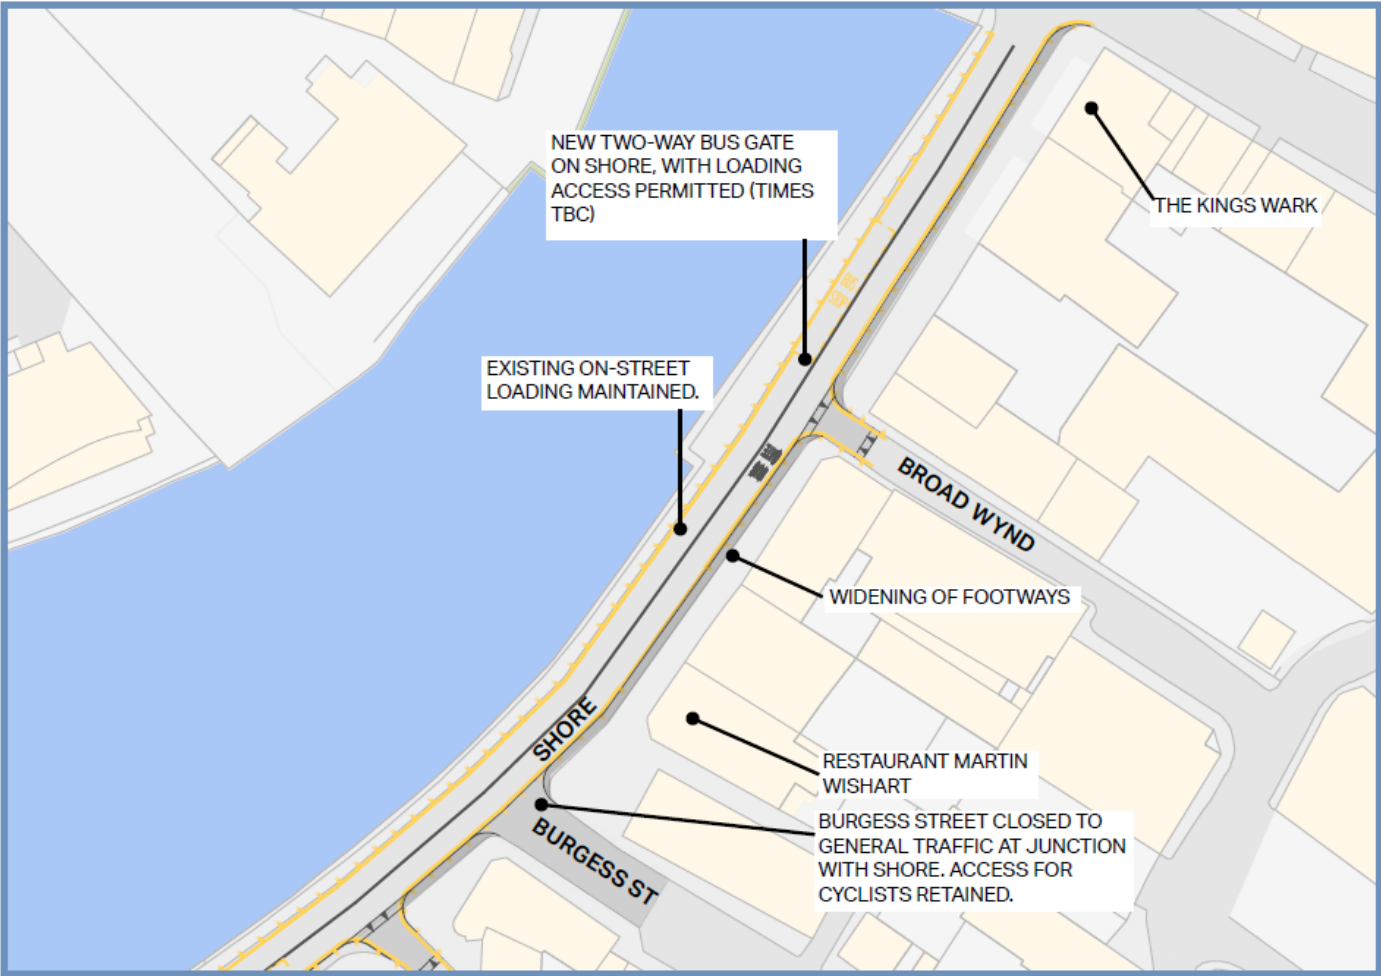 NEW TWO-WAY BUS GATE
ON SHORE, WITH LOADING
ACCESS PERMITTED (TIMES
TBC)
THE KINGS WARK
BUS
STOP
EXISTING ON-STREET
LOADING MAINTAINED.
BROAD WYND
WIDENING OF FOOTWAYS
SHORE
RESTAURANT MARTIN
WISHART
BURGESS STREET CLOSED TO
GENERAL TRAFFIC AT JUNCTION
WITH SHORE. ACCESS FOR
CYCLISTS RETAINED.
BURGESS ST